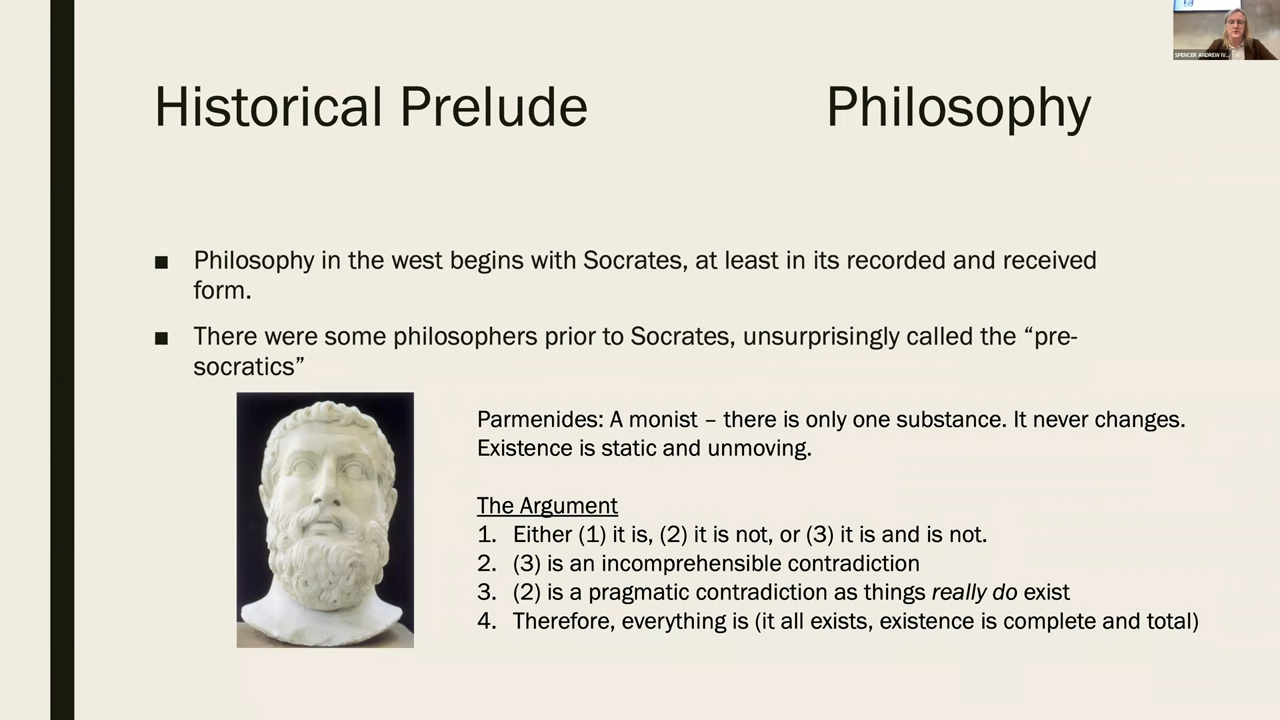 SPENCER ANDREW IV...
Historical Prelude Philosophy
■ Philosophy in the west begins with Socrates, at least in its recorded and received
form.
■ There were some philosophers prior to Socrates, unsurprisingly called the “pre-
socratics”
Parmenides: A monist – there is only one substance. It never changes.
Existence is static and unmoving.
The Argument
1. Either (1) it is, (2) it is not, or (3) it is and is not.
2. (3) is an incomprehensible contradiction
3. (2) is a pragmatic contradiction as things really do exist
4. Therefore, everything is (it all exists, existence is complete and total)